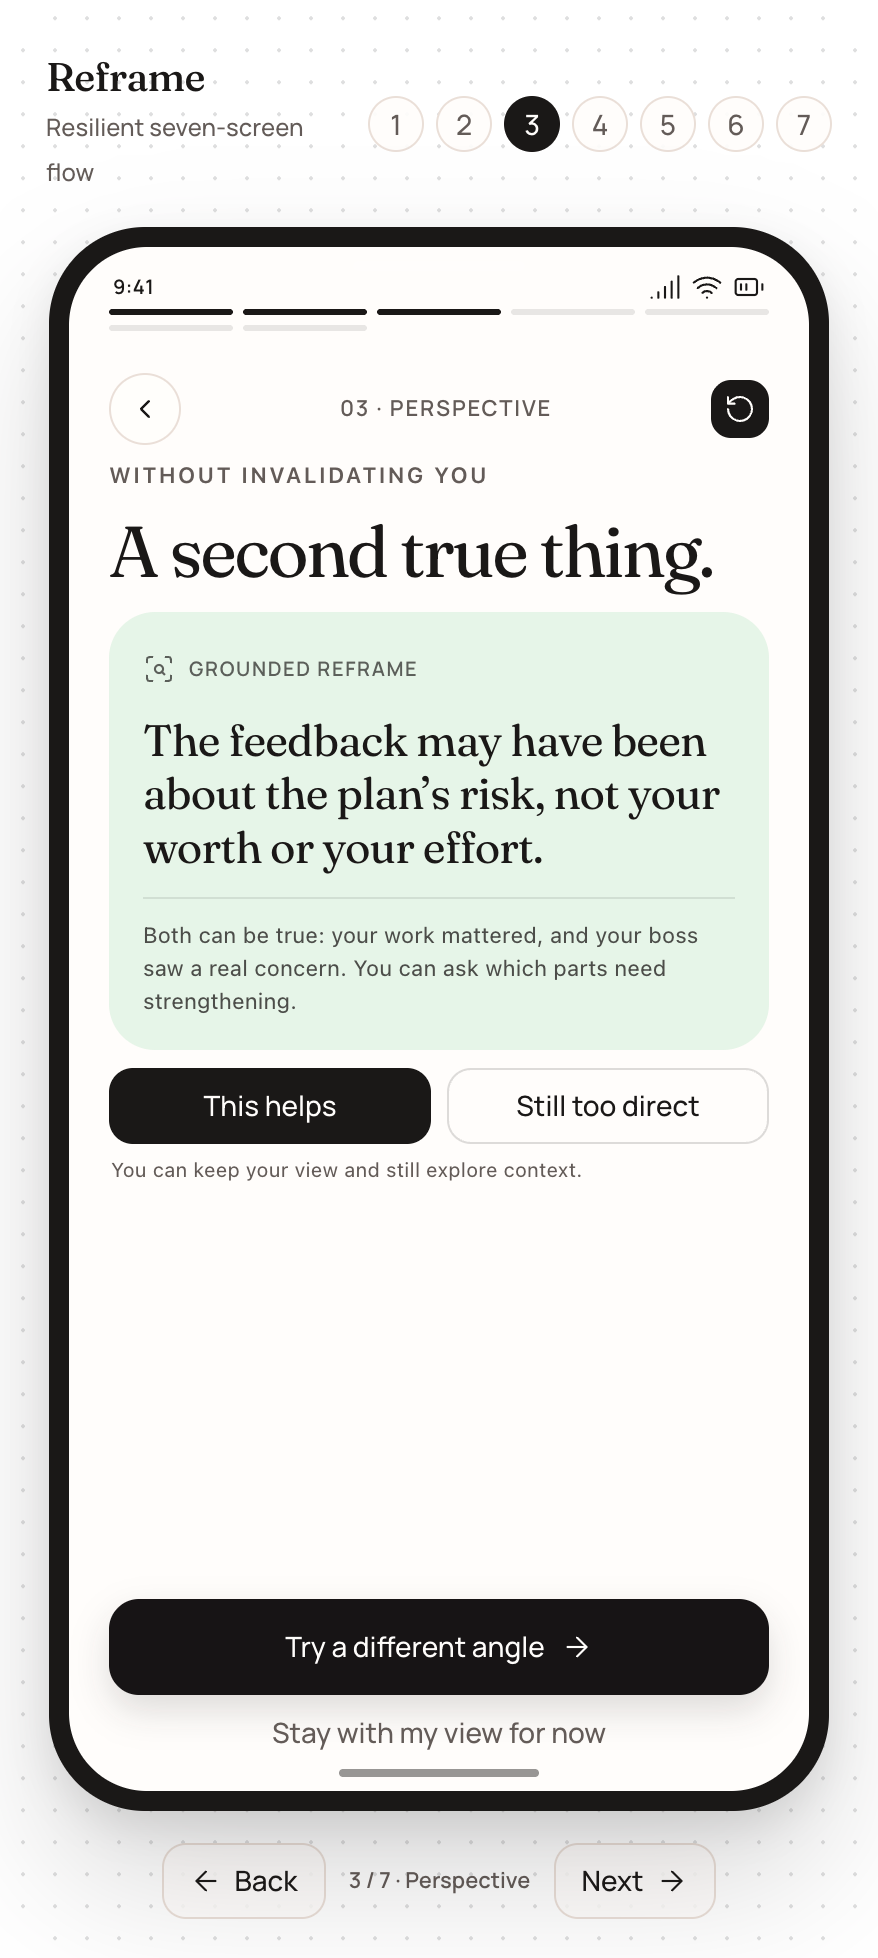 Reframe
Resilient seven-screen
flow
1 2 3 4 5 6 7
9:41
03 · PERSPECTIVE
WITHOUT INVALIDATING YOU
A second true thing.
GROUNDED REFRAME
The feedback may have been
about the plan’s risk, not your
worth or your effort.
Both can be true: your work mattered, and your boss
saw a real concern. You can ask which parts need
strengthening.
This helps
Still too direct
You can keep your view and still explore context.
Try a different angle →
Stay with my view for now
← Back
3 / 7 · Perspective
Next →